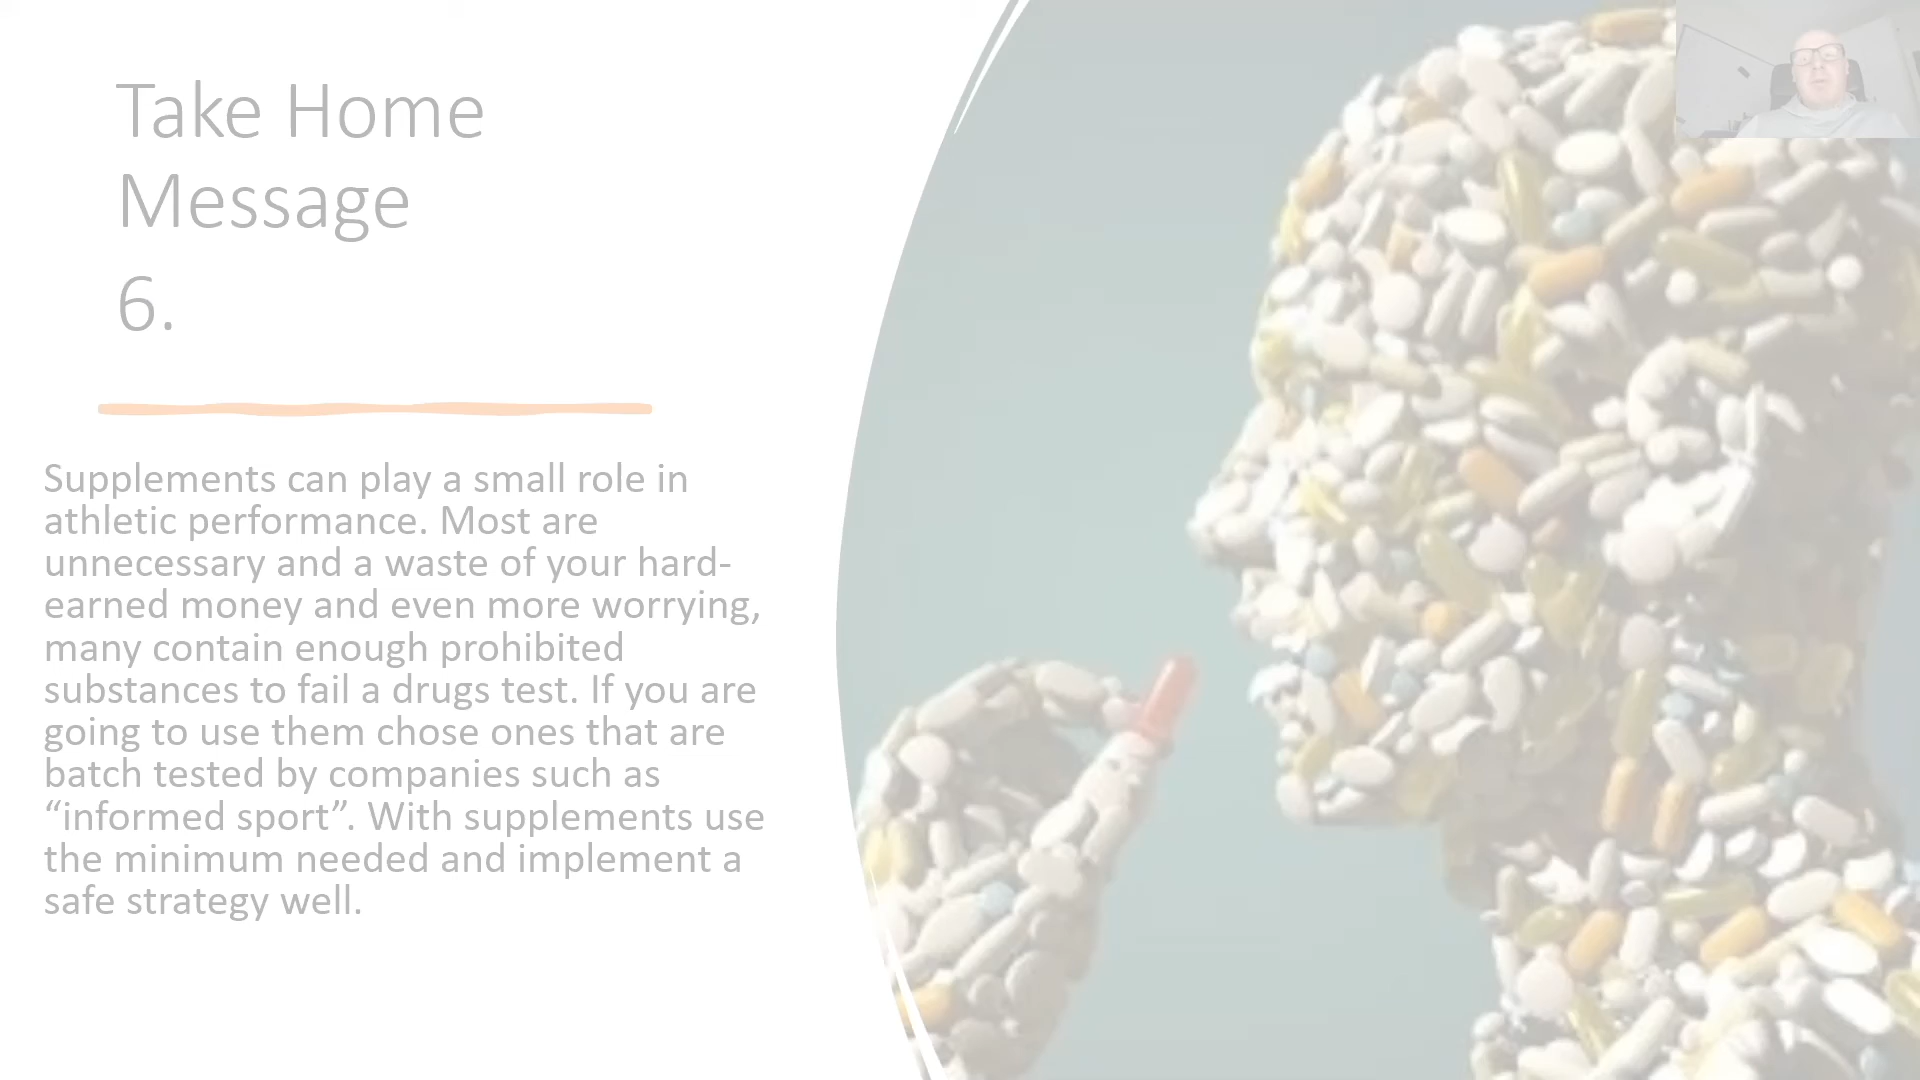 Take Home
Message
6.
Supplements can play a small role in
athletic performance. Most are
unnecessary and a waste of your hard-
earned money and even more worrying,
many contain enough prohibited
substances to fail a drugs test. If you are
going to use them chose ones that are
batch tested by companies such as
“informed sport”. With supplements use
the minimum needed and implement a
safe strategy well.